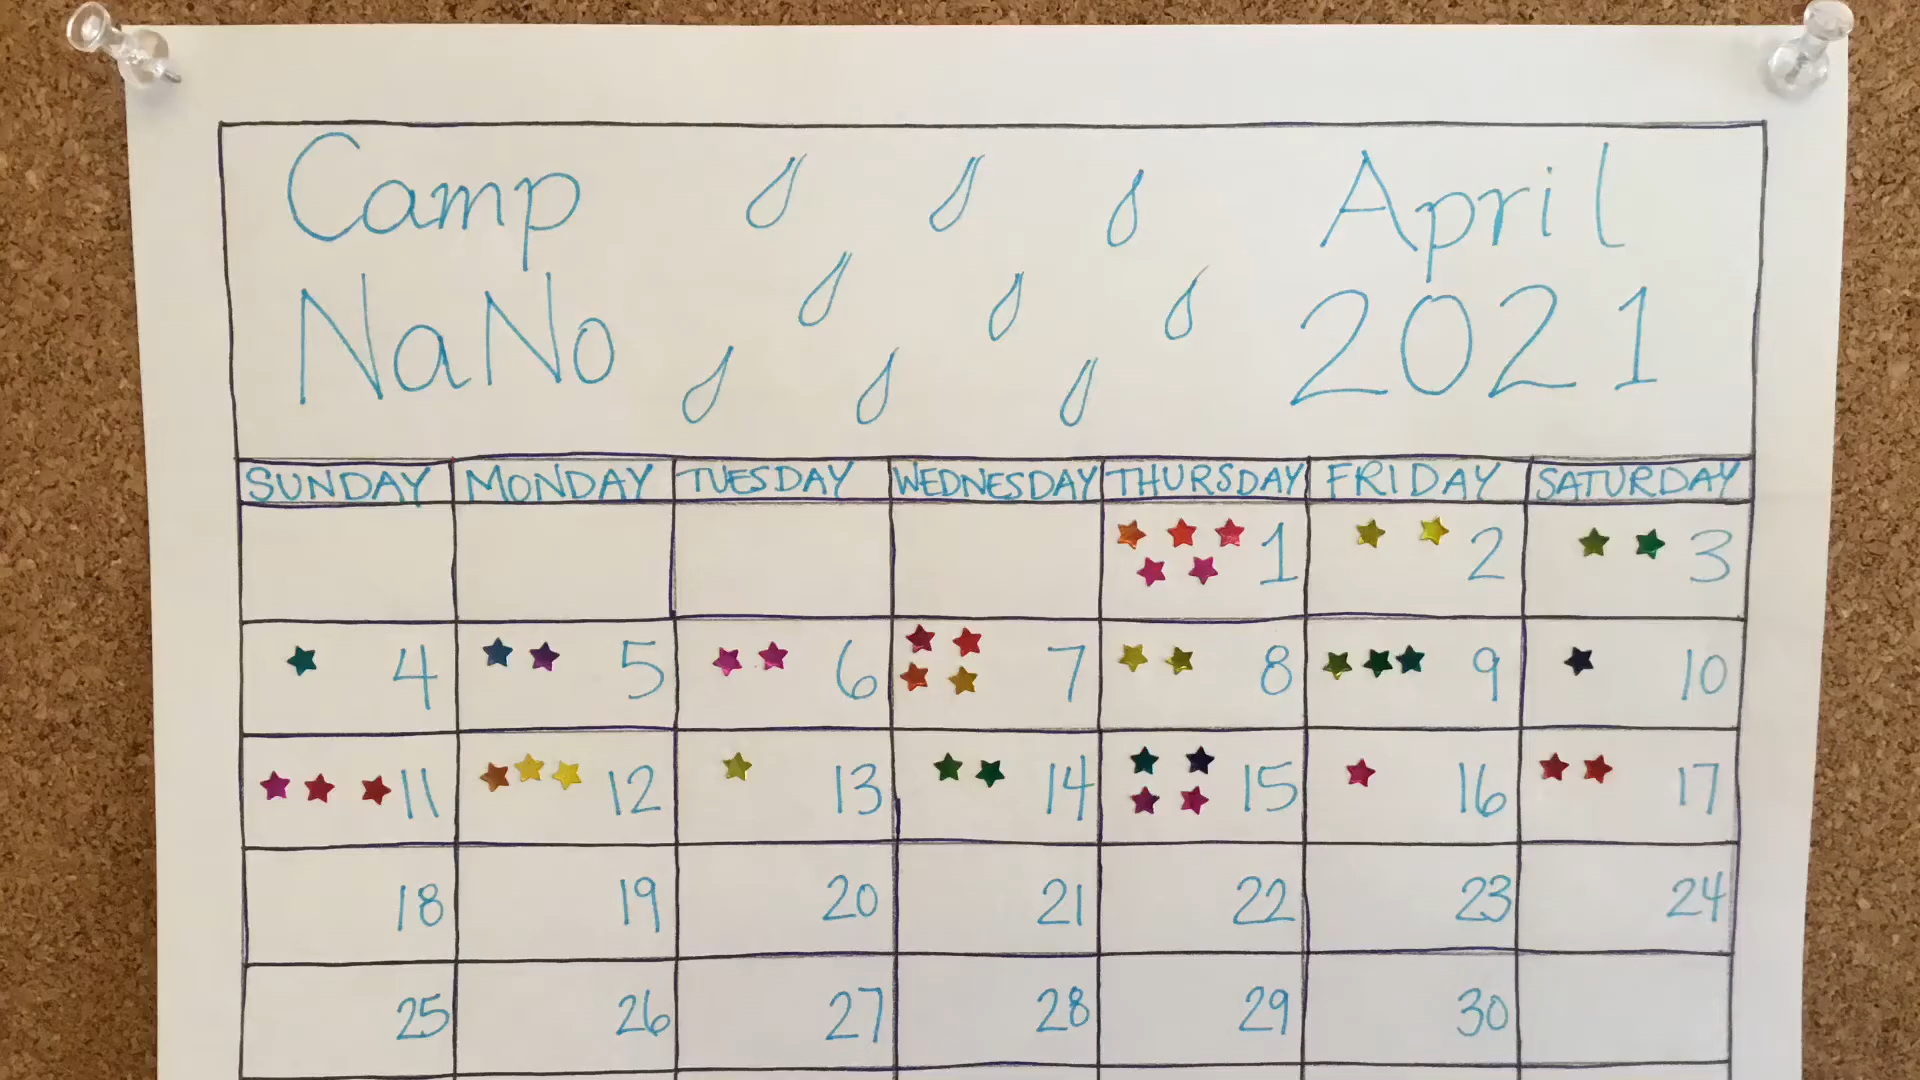 Camp
NaNo
April
2021
SUNDAY MONDAY TUESDAY WEDNESDAY THURSDAY FRIDAY SATURDAY
1 2 3
4 5 6 7 8 9 10
11 12 13 14 15 16 17
18 19 20 21 22 23 24
25 26 27 28 29 30